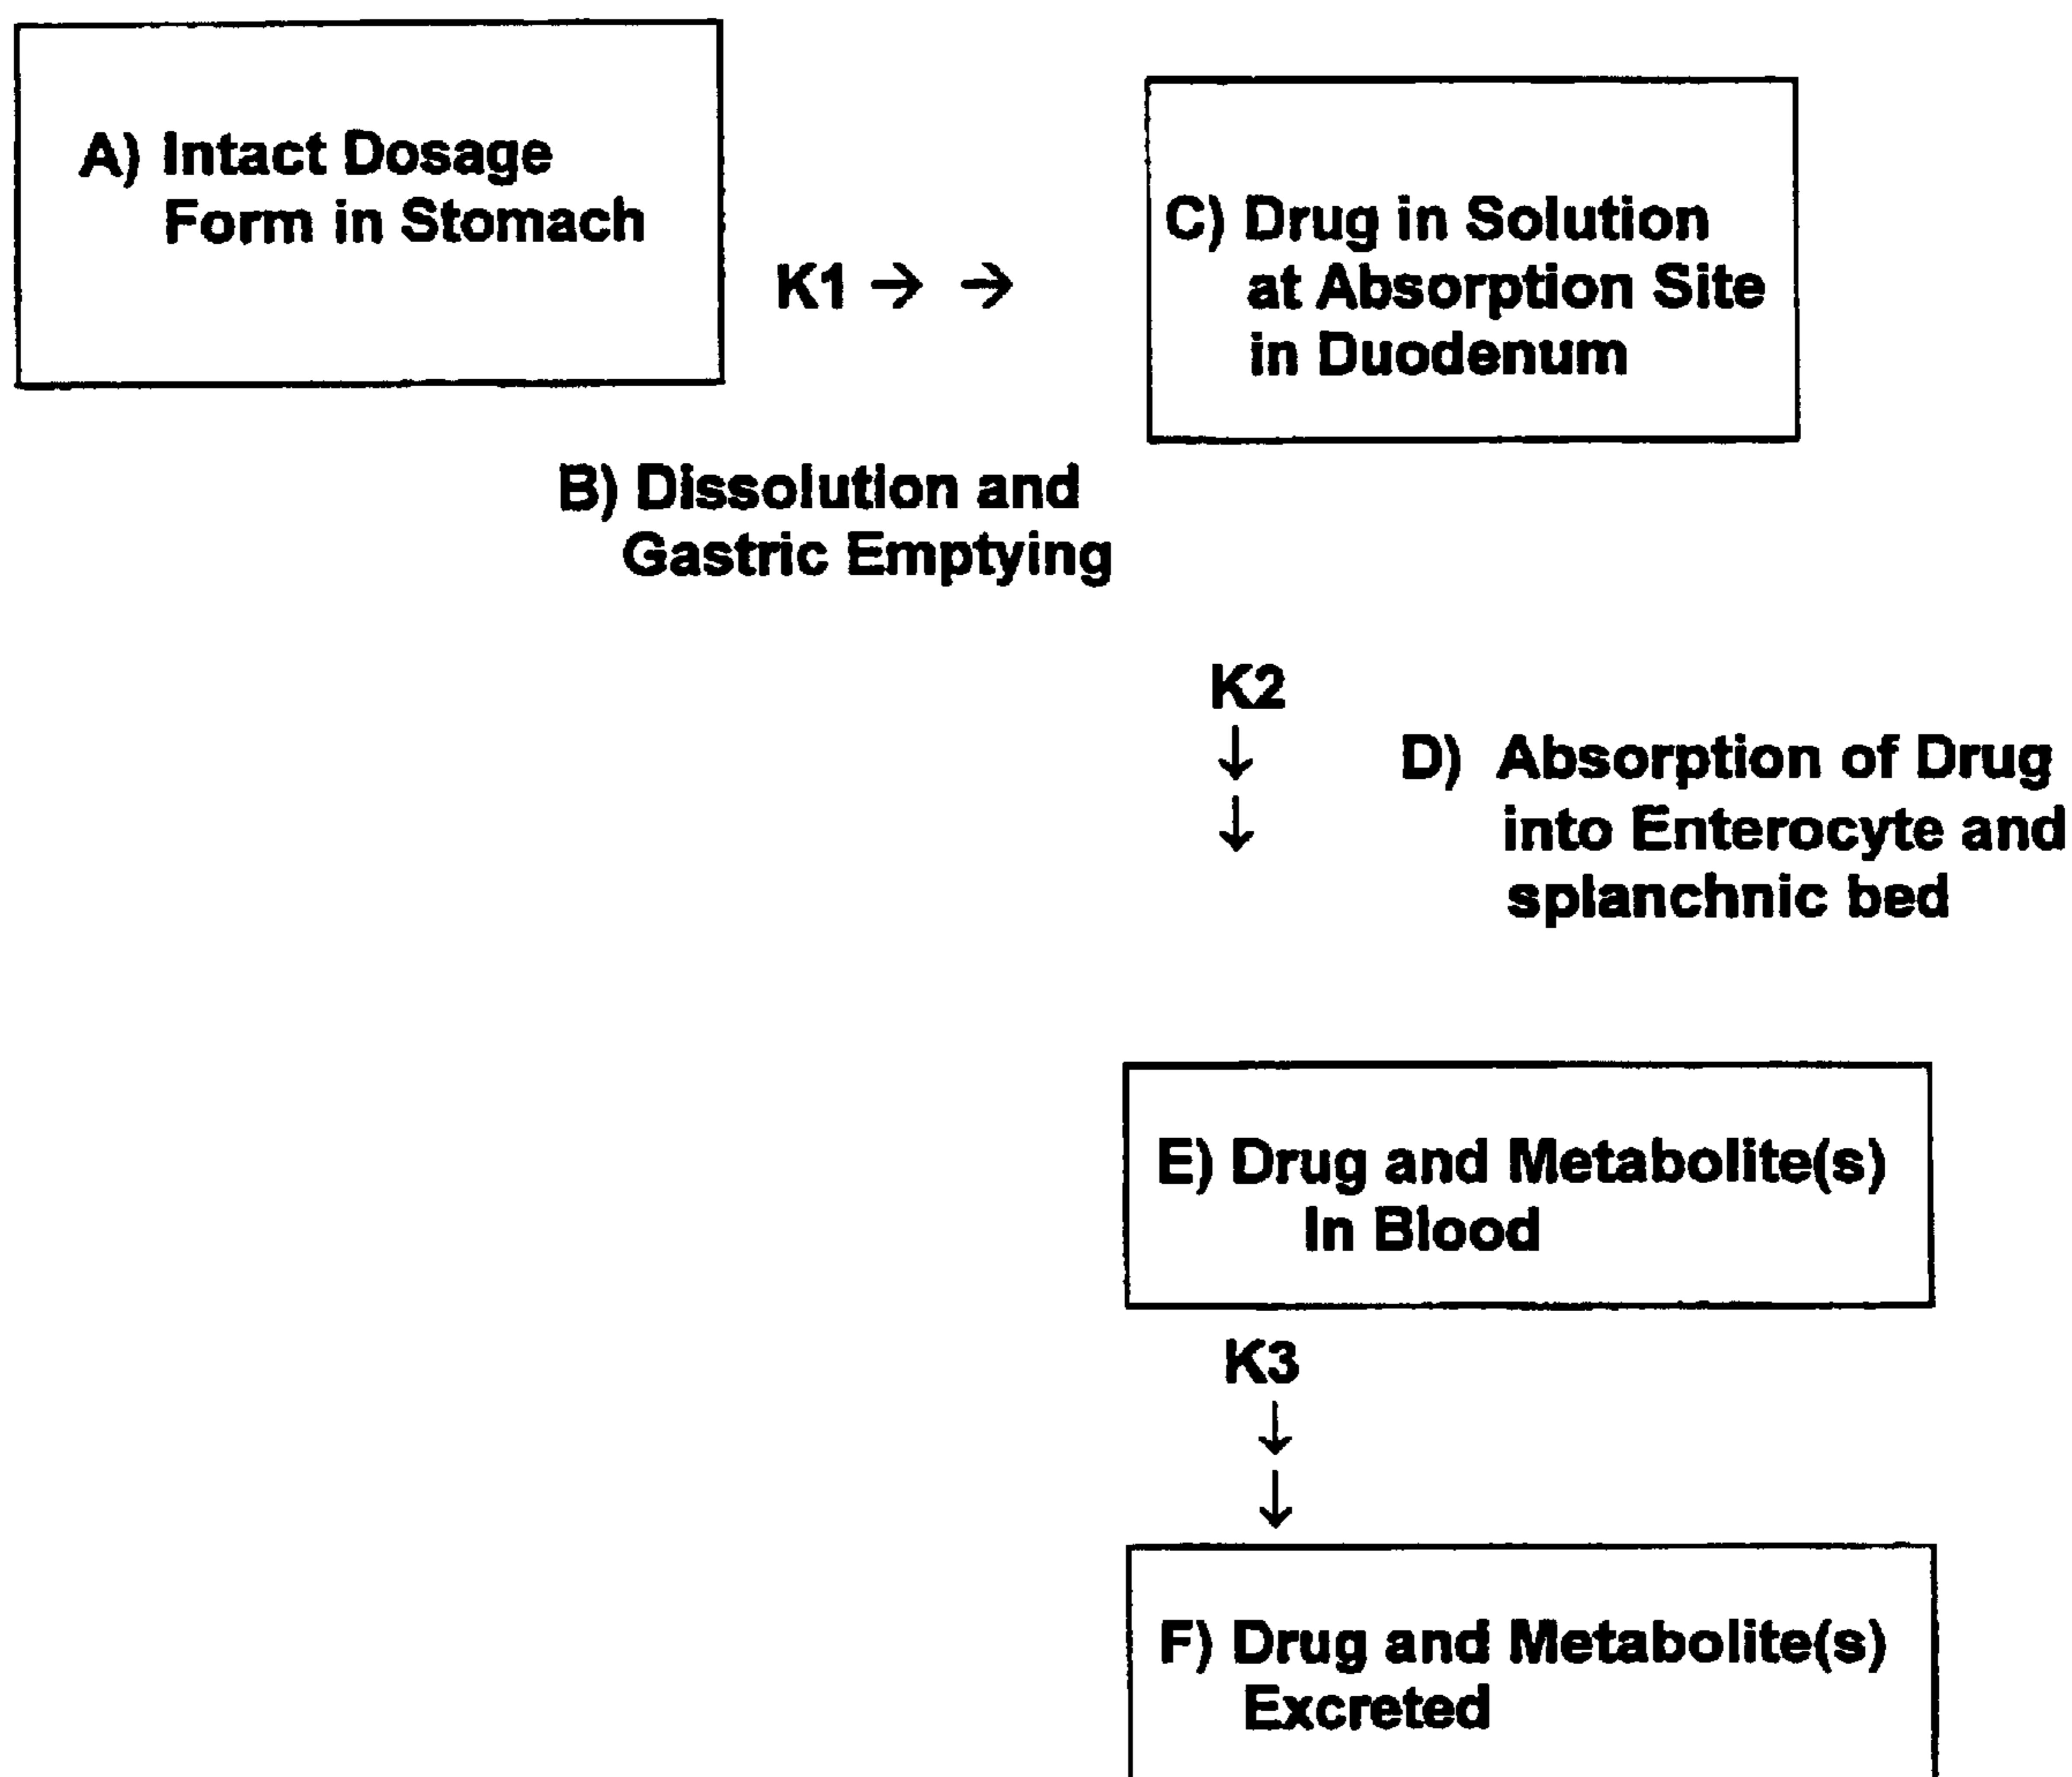 A) Intact Dosage
Form in Stomach
K1 → →
C) Drug in Solution
at Absorption Site
in Duodenum
B) Dissolution and
Gastric Emptying
K2
↓
↓
D) Absorption of Drug
into Enterocyte and
splanchnic bed
E) Drug and Metabolite(s)
In Blood
K3
↓
↓
F) Drug and Metabolite(s)
Excreted